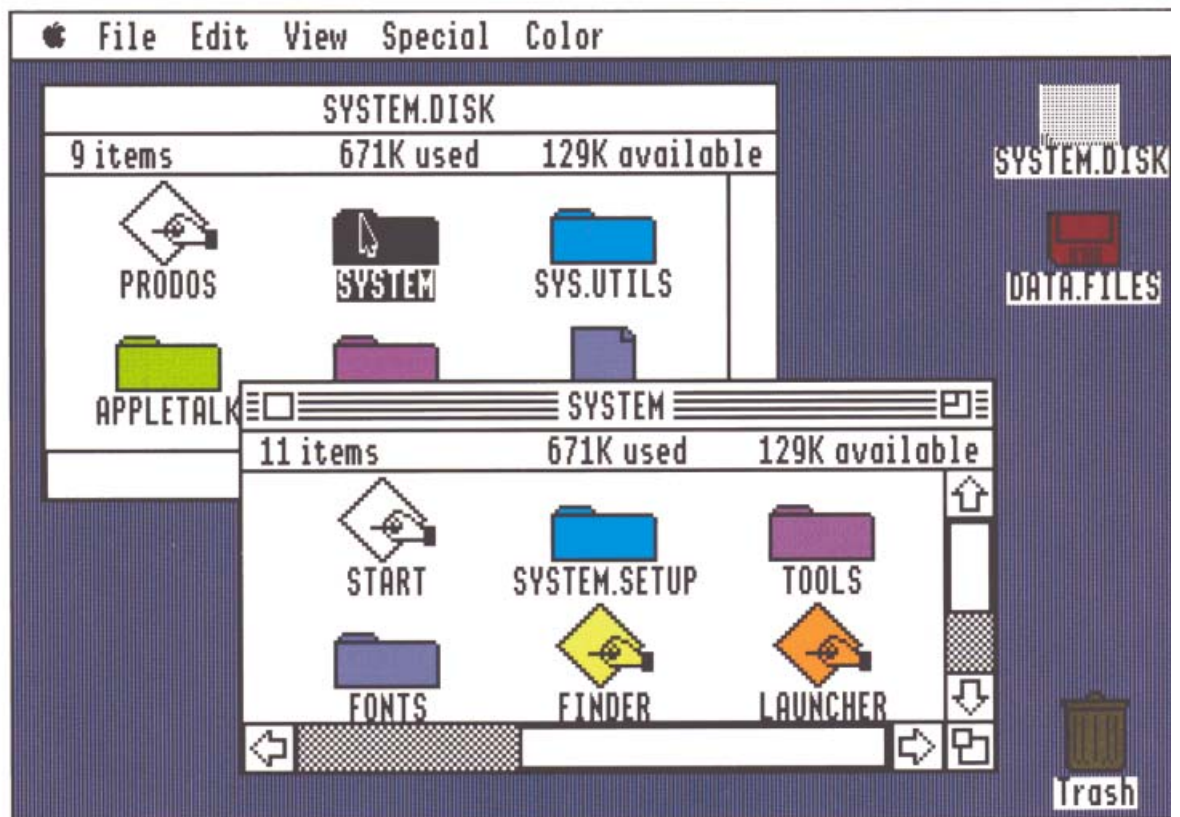 File Edit View Special Color
SYSTEM.DISK
9 items 671K used 129K available
PRODOS SYSTEM SYS.UTILS
APPLETALK
SYSTEM
11 items 671K used 129K available
START SYSTEM.SETUP TOOLS
FONTS FINDER LAUNCHER
SYSTEM.DISK
DATA.FILES
Trash